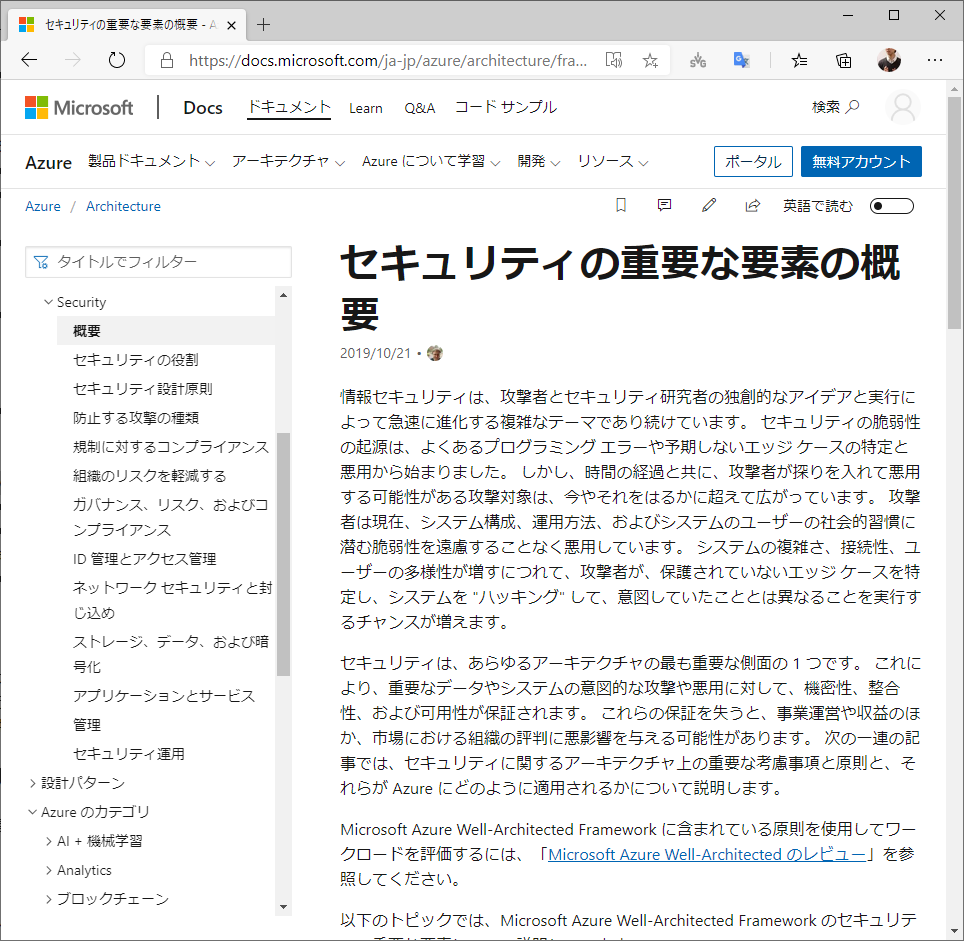 セキュリティの重要な要素の概要 - A
https://docs.microsoft.com/ja-jp/azure/architecture/fra...
Microsoft Docs ドキュメント Learn Q&A コード サンプル 検索
Azure 製品ドキュメント アーキテクチャ Azure について学習 開発 リソース ポータル 無料アカウント
Azure / Architecture 英語で読む
タイトルでフィルター
Security
概要
セキュリティの役割
セキュリティ設計原則
防止する攻撃の種類
規制に対するコンプライアンス
組織のリスクを軽減する
ガバナンス、リスク、およびコ
ンプライアンス
ID 管理とアクセス管理
ネットワーク セキュリティと封
じ込め
ストレージ、データ、および暗
号化
アプリケーションとサービス
管理
セキュリティ運用
設計パターン
Azure のカテゴリ
AI + 機械学習
Analytics
ブロックチェーン
セキュリティの重要な要素の概
要
2019/10/21 •
情報セキュリティは、攻撃者とセキュリティ研究者の独創的なアイデアと実行に
よって急速に進化する複雑なテーマであり続けています。 セキュリティの脆弱性
の起源は、よくあるプログラミング エラーや予期しないエッジ ケースの特定と
悪用から始まりました。 しかし、時間の経過と共に、攻撃者が探りを入れて悪用
する可能性がある攻撃対象は、今やそれをはるかに超えて広がっています。 攻撃
者は現在、システム構成、運用方法、およびシステムのユーザーの社会的習慣に
潜む脆弱性を遠慮することなく悪用しています。 システムの複雑さ、接続性、ユ
ーザーの多様性が増すにつれて、攻撃者が、保護されていないエッジ ケースを特
定し、システムを "ハッキング" して、意図していたこととは異なることを実行す
るチャンスが増えます。
セキュリティは、あらゆるアーキテクチャの最も重要な側面の 1 つです。 これに
より、重要なデータやシステムの意図的な攻撃や悪用に対して、機密性、整合
性、および可用性が保証されます。 これらの保証を失うと、事業運営や収益のほ
か、市場における組織の評判に悪影響を与える可能性があります。 次の一連の記
事では、セキュリティに関するアーキテクチャ上の重要な考慮事項と原則と、そ
れらが Azure にどのように適用されるかについて説明します。
Microsoft Azure Well-Architected Framework に含まれている原則を使用してワー
クロードを評価するには、「Microsoft Azure Well-Architected のレビュー」を参
照してください。
以下のトピックでは、Microsoft Azure Well-Architected Framework のセキュリテ